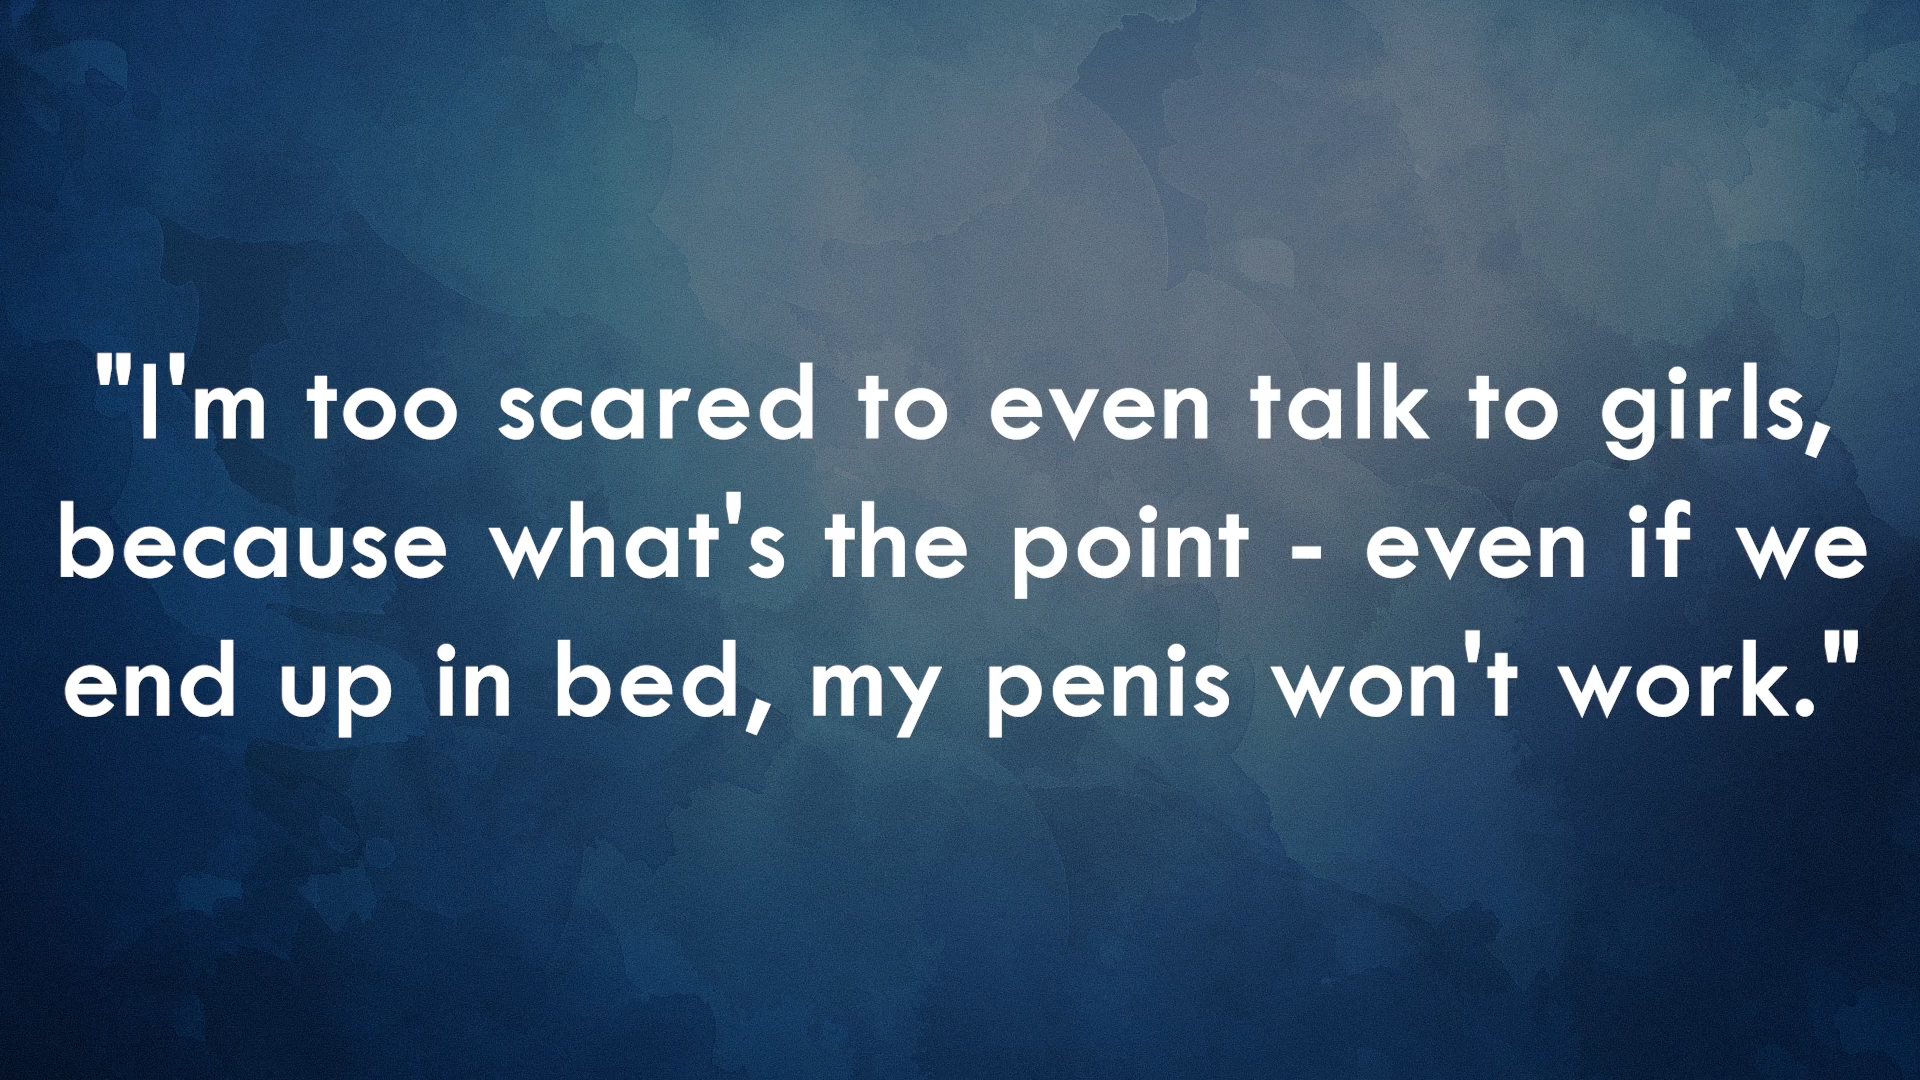 "I'm too scared to even talk to girls,
because what's the point - even if we
end up in bed, my penis won't work."